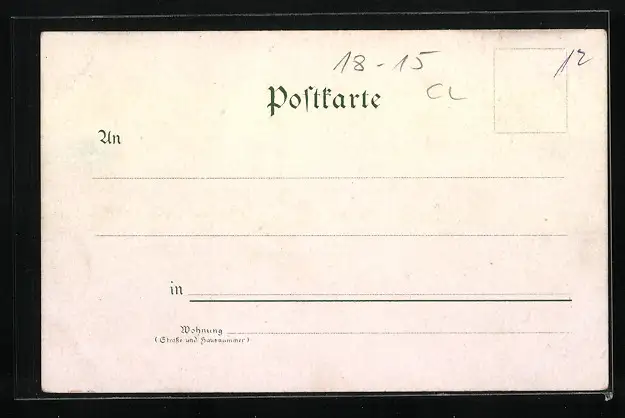 18-15
12
Poſtkarte
CL
An
in
Wohnung
(Straße und Hausnummer)